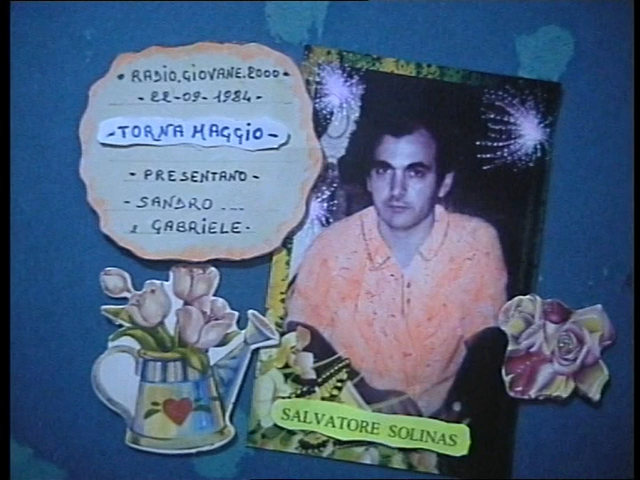 • RADIO, GIOVANE, 2000 •
- 22-09-1984 -
- TORNA MAGGIO -
- PRESENTANO -
- SANDRO ...
e GABRIELE -
SALVATORE SOLINAS